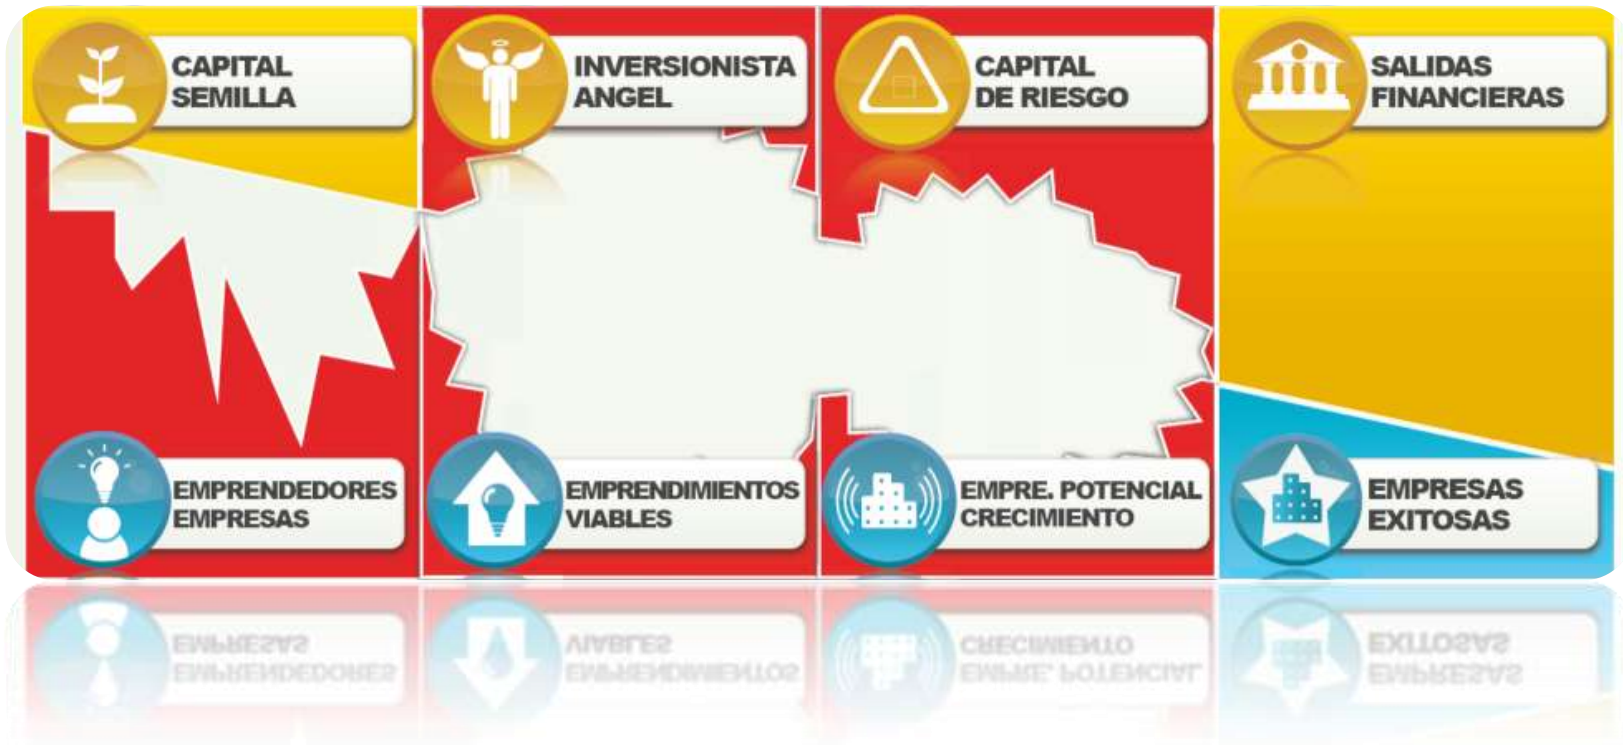 CAPITAL
SEMILLA
INVERSIONISTA
ANGEL
CAPITAL
DE RIESGO
SALIDAS
FINANCIERAS
EMPRENDEDORES
EMPRESAS
EMPRENDIMIENTOS
VIABLES
EMPRE. POTENCIAL
CRECIMIENTO
EMPRESAS
EXITOSAS